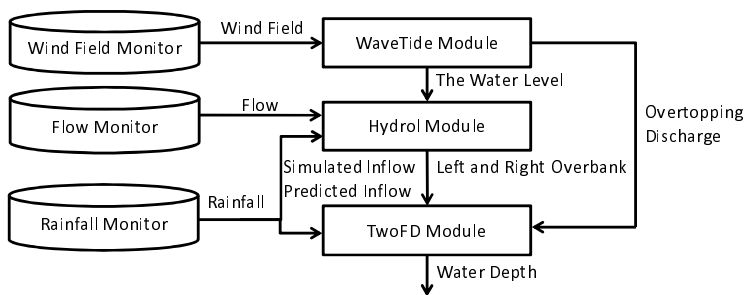 Wind Field Monitor
Wind Field
WaveTide Module
The Water Level
Flow Monitor
Flow
Hydrol Module
Overtopping
Discharge
Simulated Inflow
Predicted Inflow
Left and Right Overbank
Rainfall Monitor
Rainfall
TwoFD Module
Water Depth